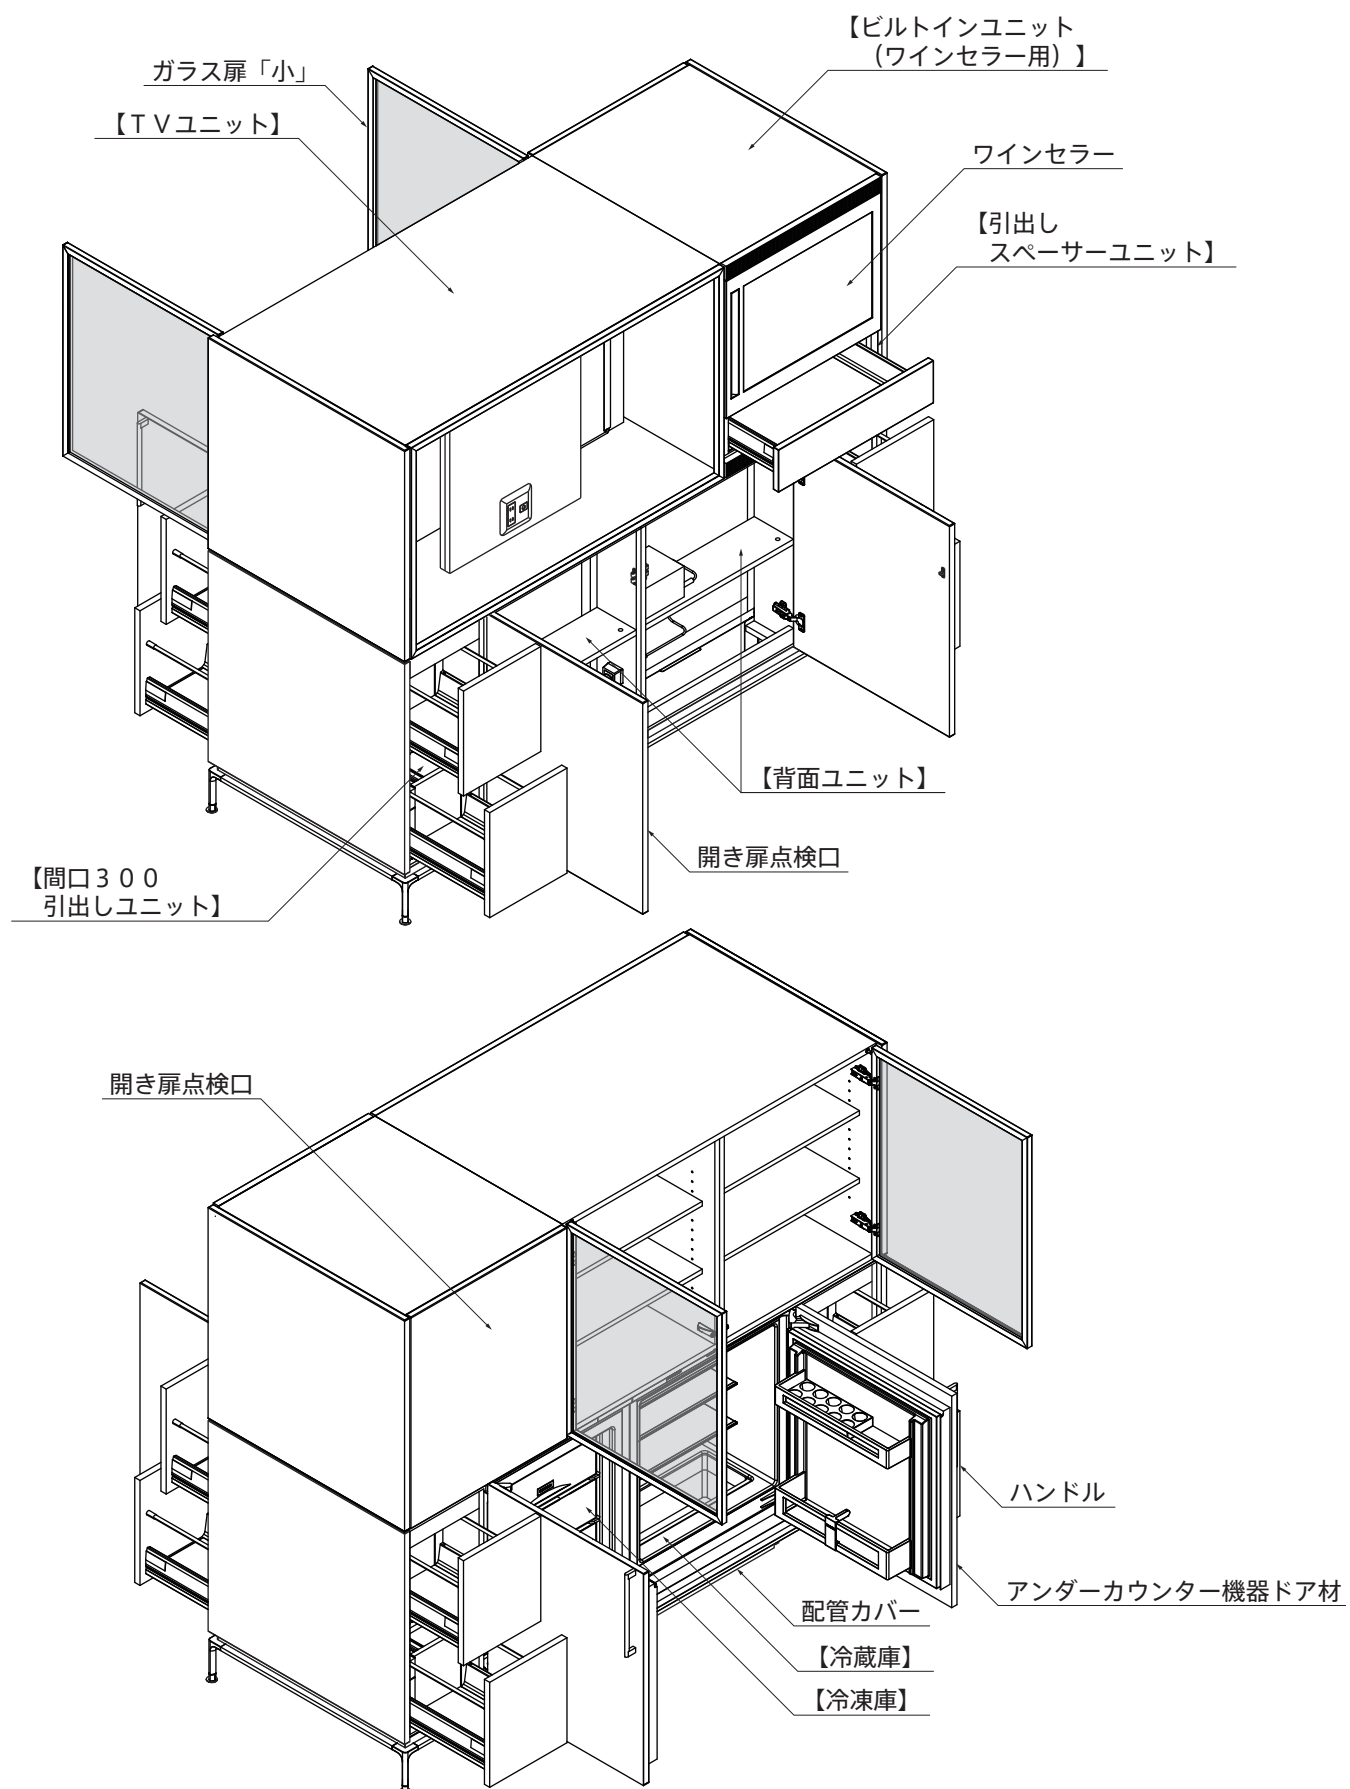 【ビルトインユニット
（ワインセラー用）】
ガラス扉「小」
【ＴＶユニット】
ワインセラー
【引出し
スペーサーユニット】
【背面ユニット】
開き扉点検口
【間口３００
引出しユニット】
開き扉点検口
ハンドル
アンダーカウンター機器ドア材
配管カバー
【冷蔵庫】
【冷凍庫】